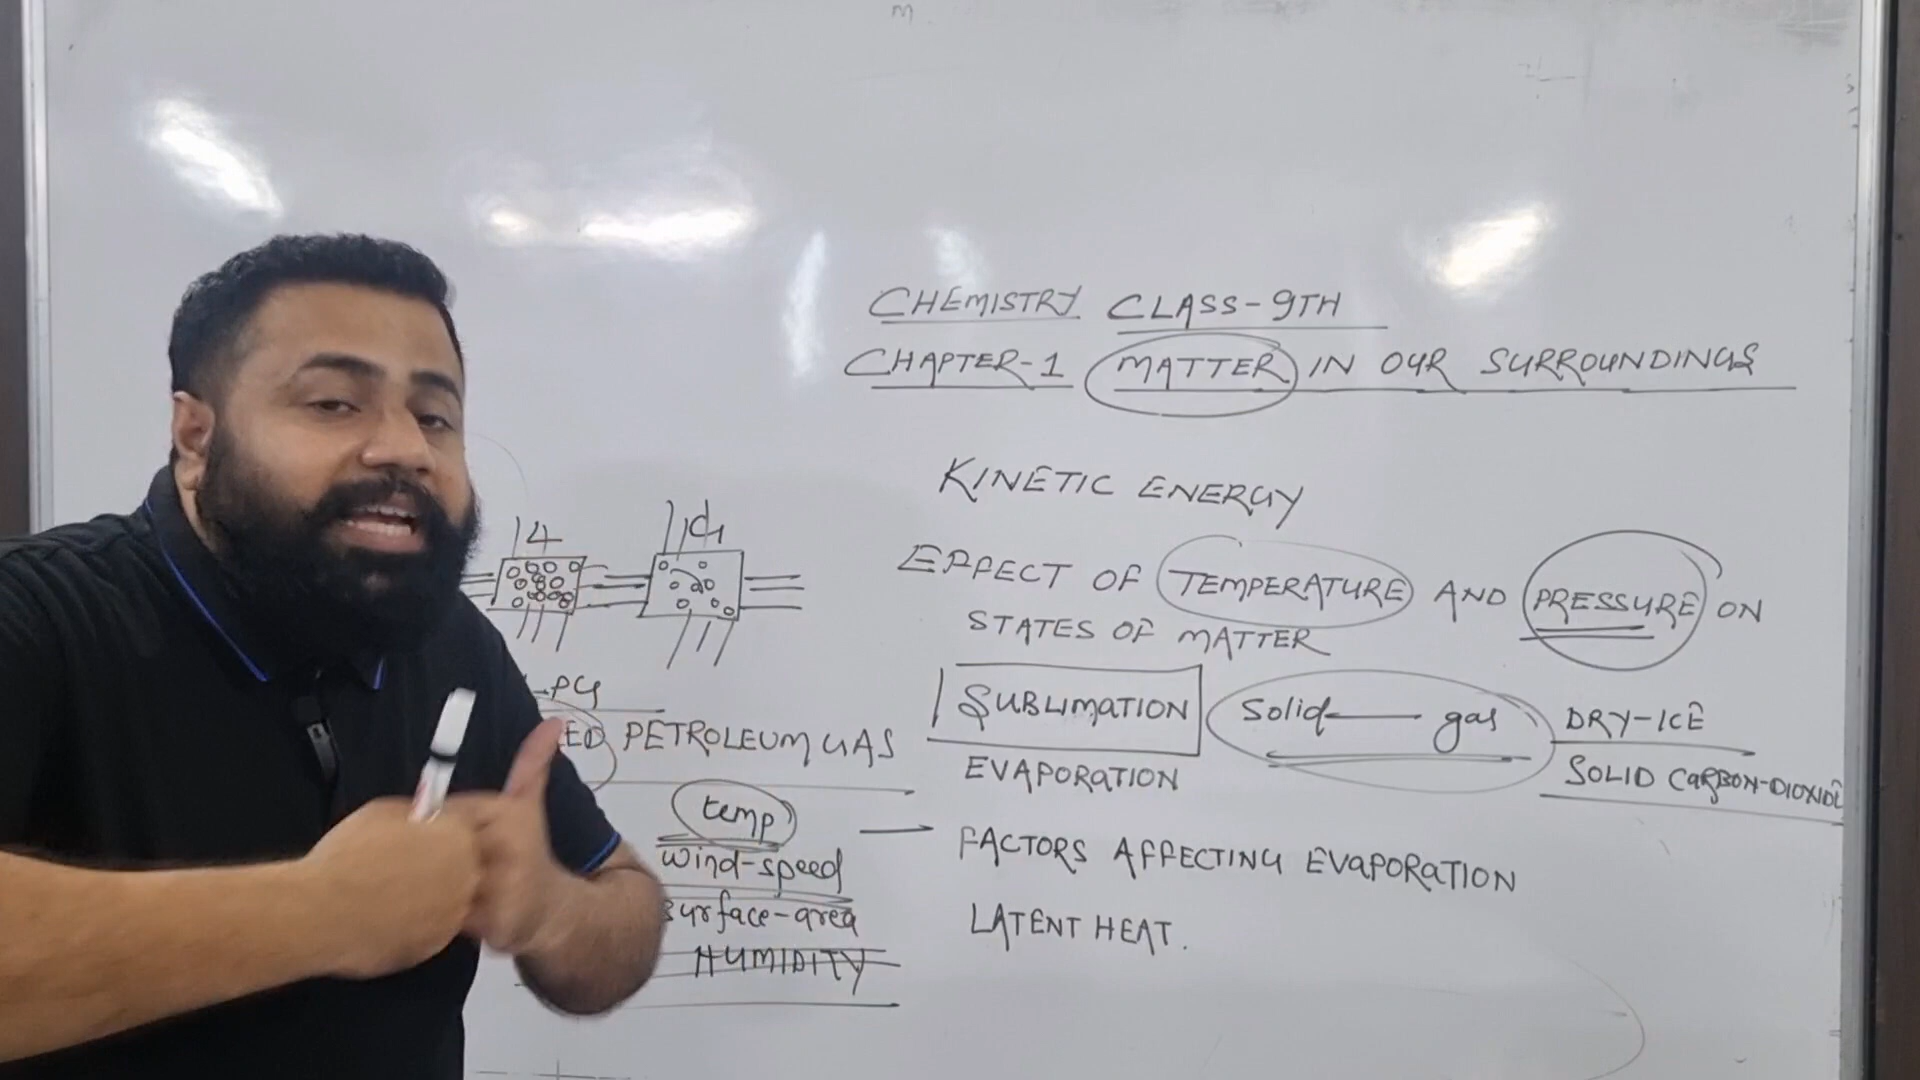 CHEMISTRY CLASS-9TH
CHAPTER-1 MATTER IN OUR SURROUNDINGS
KINETIC ENERGY
EFFECT OF TEMPERATURE AND PRESSURE ON
STATES OF MATTER
SUBLIMATION Solid — gas DRY-ICE
SOLID CARBON-DIOXIDE
EVAPORATION
FACTORS AFFECTING EVAPORATION
LATENT HEAT.
PETROLEUM GAS
temp
wind-speed
surface-area
HUMIDITY